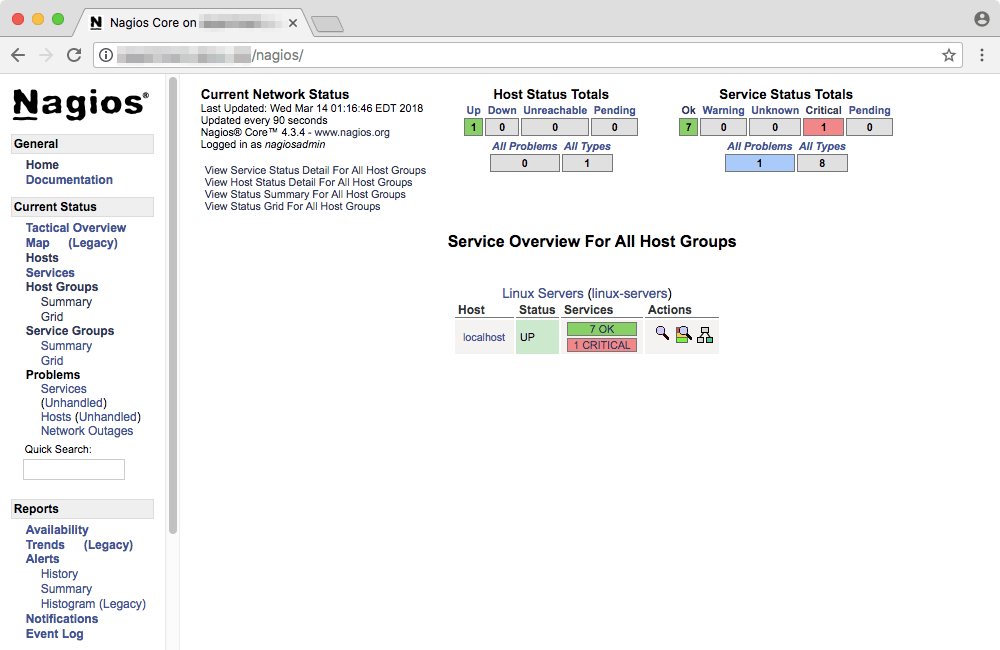 Nagios Core on
/nagios/
Nagios®
General
Home
Documentation
Current Status
Tactical Overview
Map (Legacy)
Hosts
Services
Host Groups
Summary
Grid
Service Groups
Summary
Grid
Problems
Services
(Unhandled)
Hosts (Unhandled)
Network Outages
Quick Search:
Reports
Availability
Trends (Legacy)
Alerts
History
Summary
Histogram (Legacy)
Notifications
Event Log
Current Network Status
Last Updated: Wed Mar 14 01:16:46 EDT 2018
Updated every 90 seconds
Nagios® Core™ 4.3.4 - www.nagios.org
Logged in as nagiosadmin
View Service Status Detail For All Host Groups
View Host Status Detail For All Host Groups
View Status Summary For All Host Groups
View Status Grid For All Host Groups
Host Status Totals
Up Down Unreachable Pending
1 0 0 0
All Problems All Types
0 1
Service Status Totals
Ok Warning Unknown Critical Pending
7 0 0 1 0
All Problems All Types
1 8
Service Overview For All Host Groups
Linux Servers (linux-servers)
Host Status Services Actions
localhost UP 7 OK
1 CRITICAL